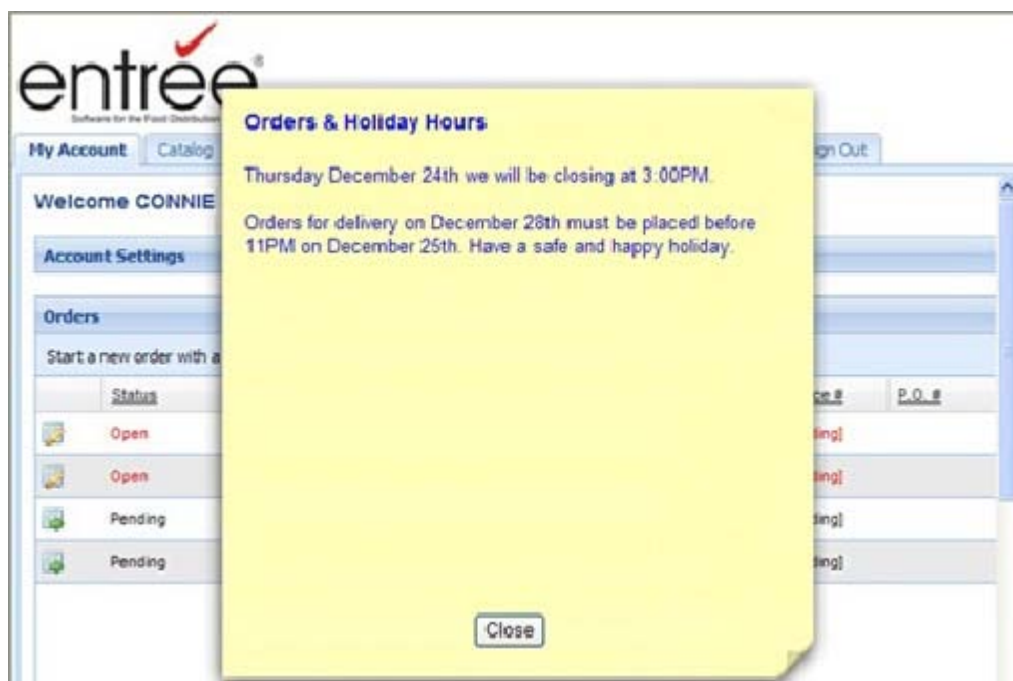 entrée®
Software for the Food Distribution
My Account Catalog Sign Out
Welcome CONNIE
Account Settings
Orders
Start a new order with a
Status P.O. #
Open
Open
Pending
Pending
Orders & Holiday Hours
Thursday December 24th we will be closing at 3:00PM.
Orders for delivery on December 28th must be placed before
11PM on December 25th. Have a safe and happy holiday.
Close